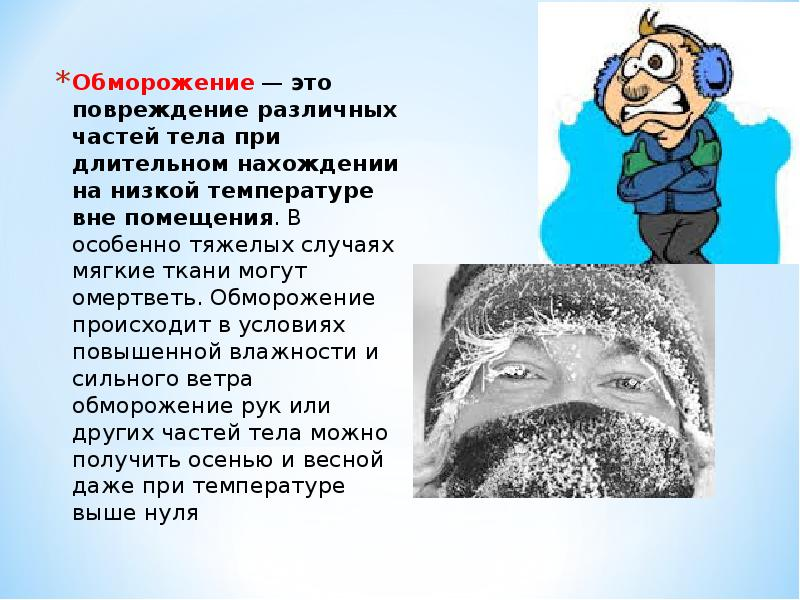 * Обморожение — это
повреждение различных
частей тела при
длительном нахождении
на низкой температуре
вне помещения. В
особенно тяжелых случаях
мягкие ткани могут
омертветь. Обморожение
происходит в условиях
повышенной влажности и
сильного ветра
обморожение рук или
других частей тела можно
получить осенью и весной
даже при температуре
выше нуля